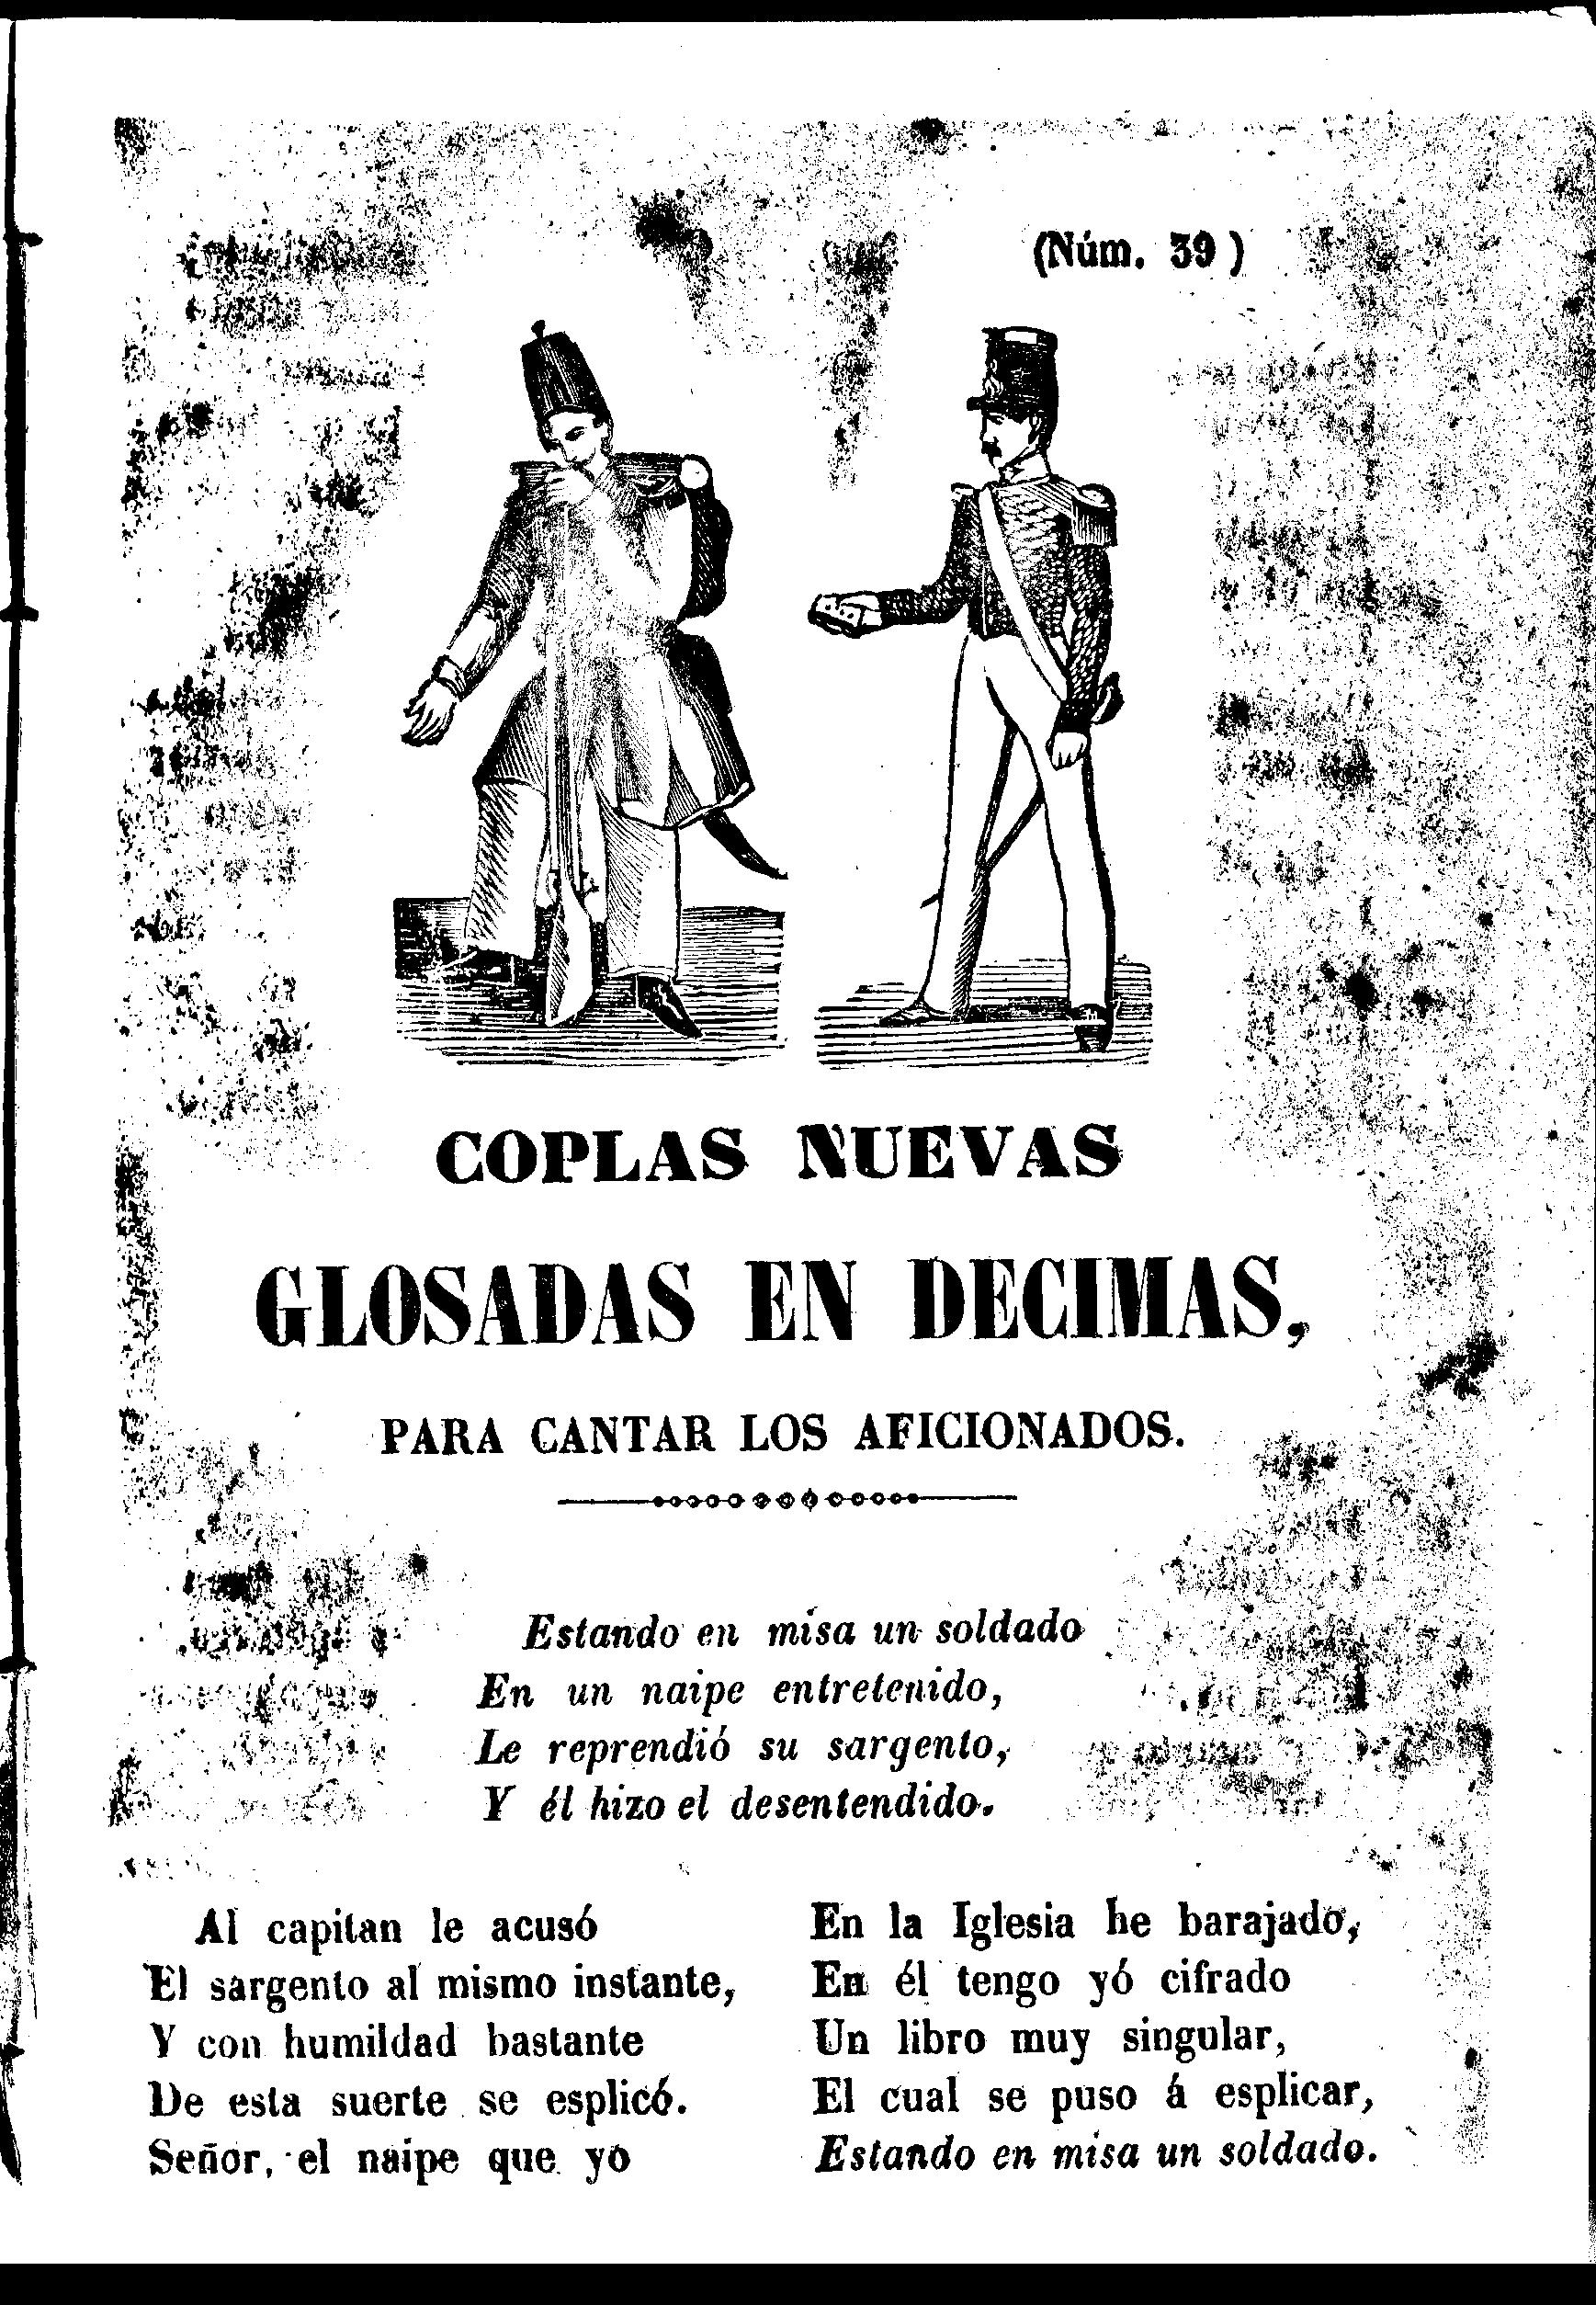 (Núm. 39)
COPLAS NUEVAS
GLOSADAS EN DECIMAS,
PARA CANTAR LOS AFICIONADOS.
Estando en misa un soldado
En un naipe entretenido,
Le reprendió su sargento,
Y él hizo el desentendido.
Al capitan le acusó
El sargento al mismo instante,
Y con humildad bastante
De esta suerte se esplicó.
Señor, el naipe que yo
En la Iglesia he barajado,
En él tengo yó cifrado
Un libro muy singular,
El cual se puso á esplicar,
Estando en misa un soldado.